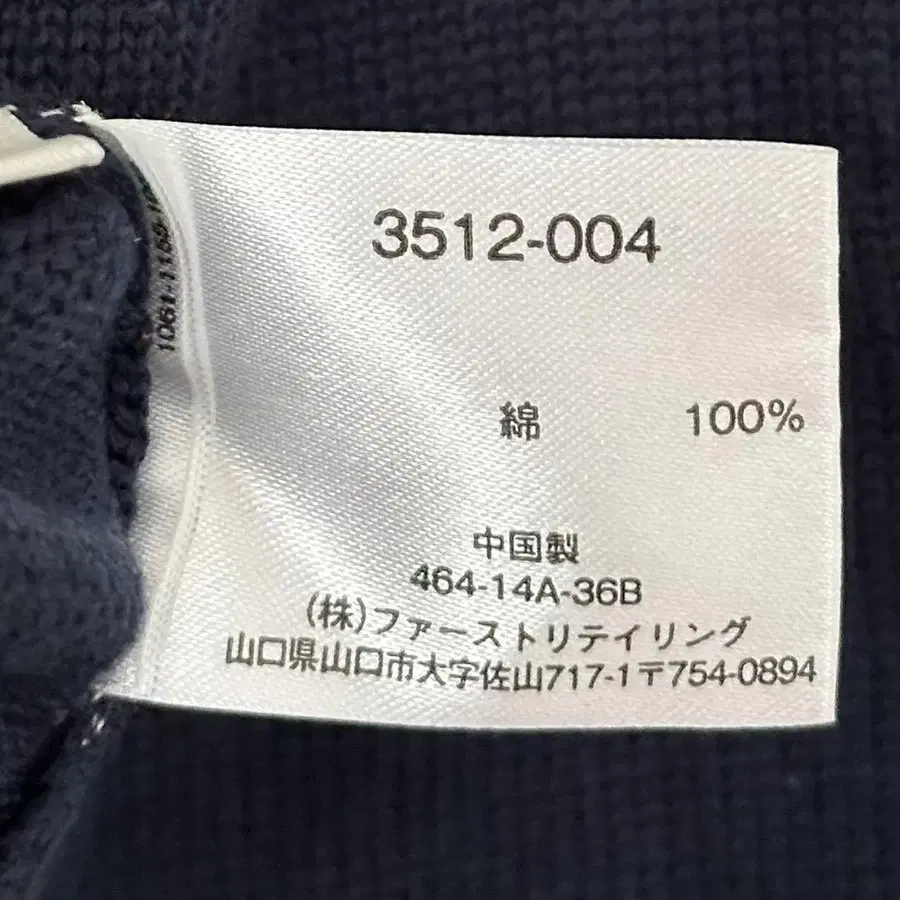 3512-004
綿 100%
中国製
464-14A-36B
(株)ファーストリテイリング
山口県山口市大字佐山717-1〒754-0894